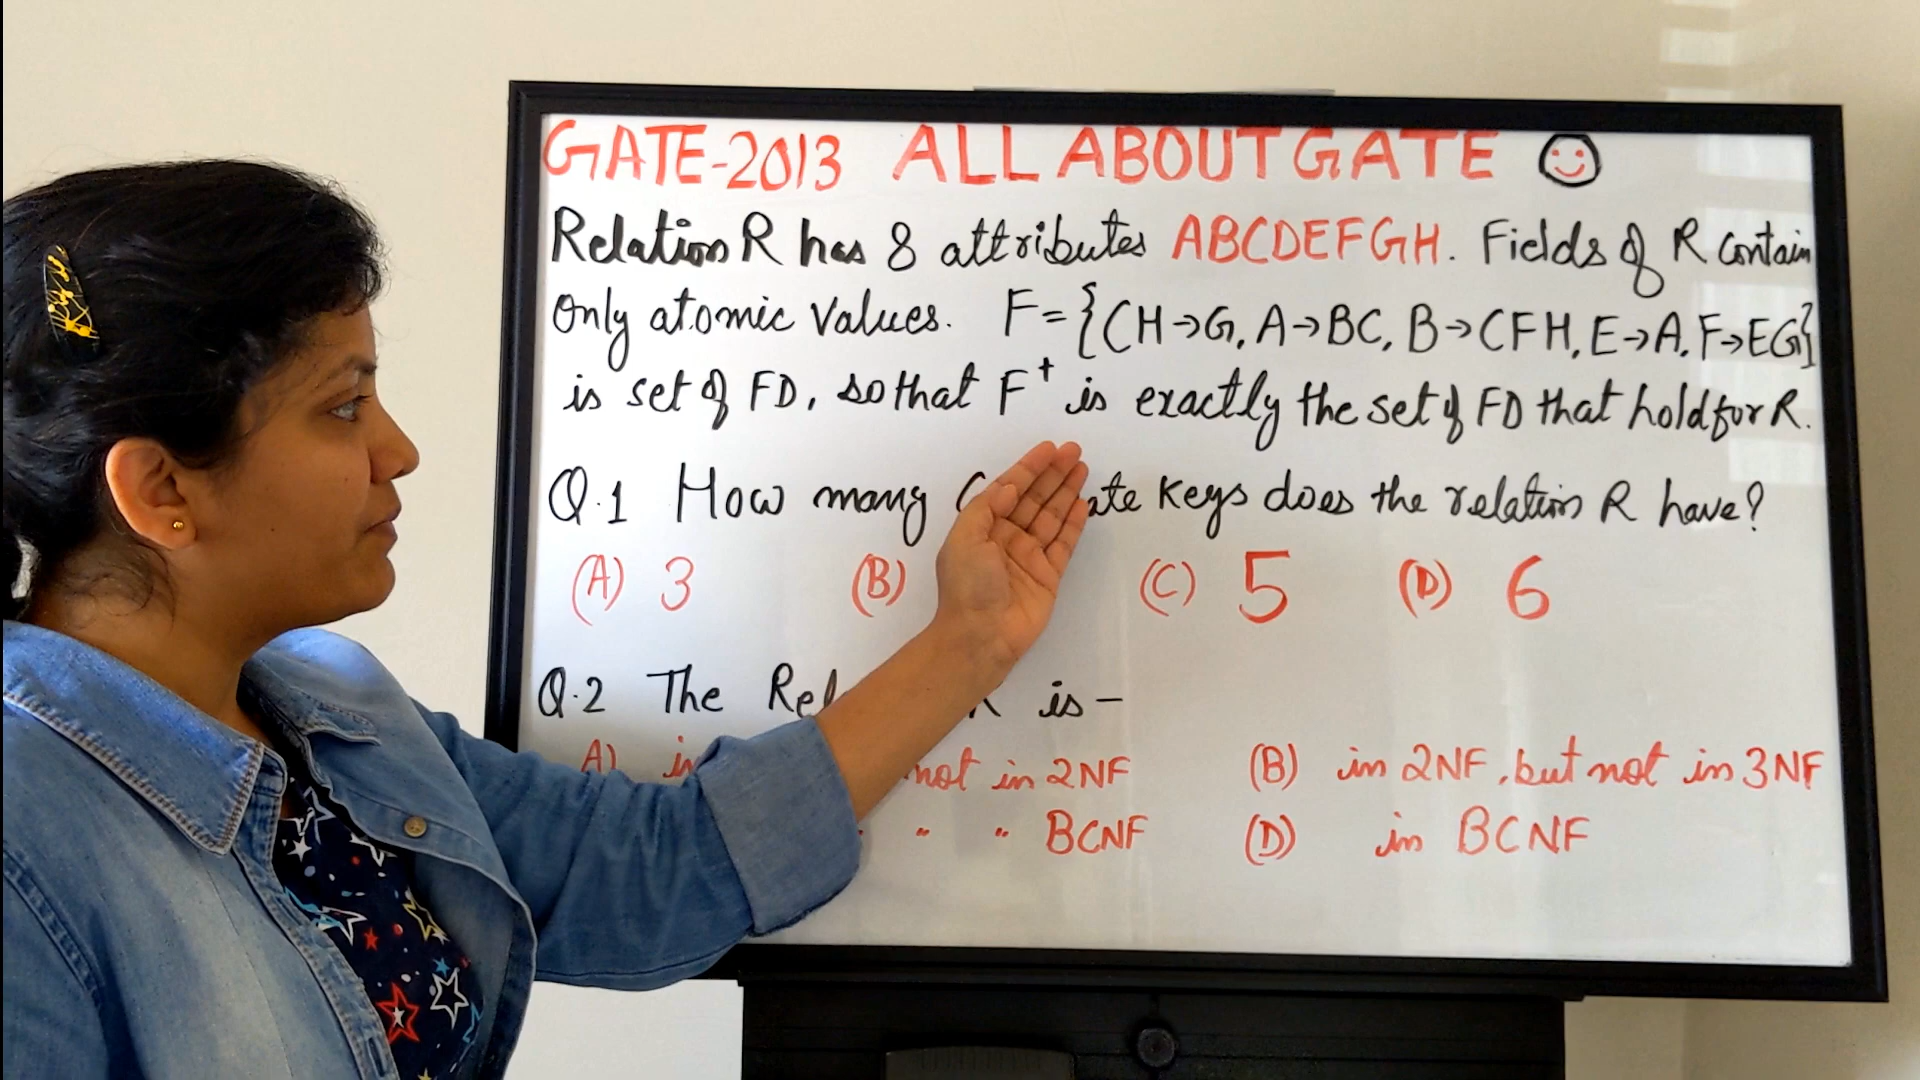 GATE-2013 ALL ABOUT GATE
Relation R has 8 attributes ABCDEFGH. Fields of R contain
only atomic values. F={CH→G, A→BC, B→CFH, E→A, F→EG}
is set of FD, so that F⁺ is exactly the set of FD that hold for R.
Q.1 How many keys does the relation R have?
(A) 3 (B) (C) 5 (D) 6
Q.2 The R is –
A) in not in 2NF (B) in 2NF, but not in 3NF
" " BCNF (D) in BCNF